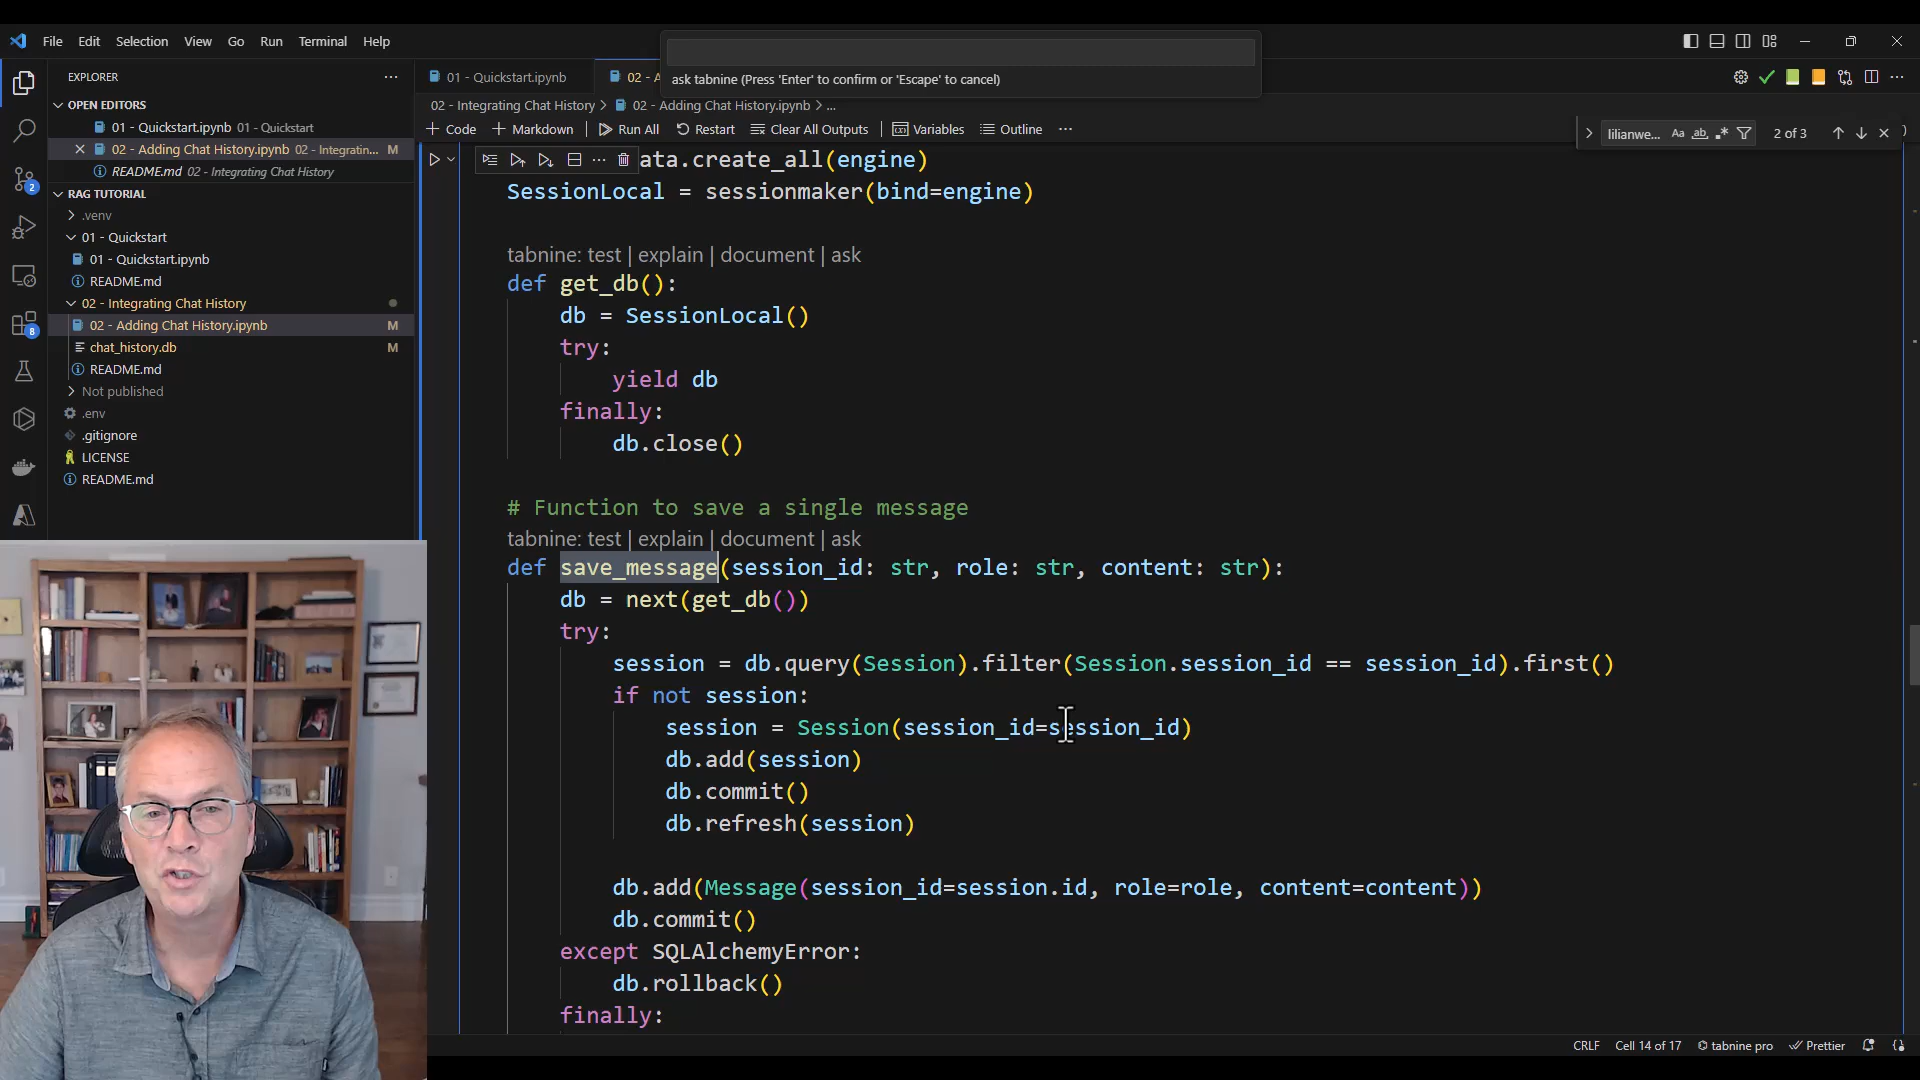 File Edit Selection View Go Run Terminal Help
ask tabnine (Press 'Enter' to confirm or 'Escape' to cancel)
EXPLORER
OPEN EDITORS
01 - Quickstart.ipynb 01 - Quickstart
02 - Adding Chat History.ipynb 02 - Integratin... M
README.md 02 - Integrating Chat History
RAG TUTORIAL
.venv
01 - Quickstart
01 - Quickstart.ipynb
README.md
02 - Integrating Chat History
02 - Adding Chat History.ipynb M
chat_history.db M
README.md
Not published
.env
.gitignore
LICENSE
README.md
2
8
01 - Quickstart.ipynb 02 - A
02 - Integrating Chat History > 02 - Adding Chat History.ipynb > ...
+ Code + Markdown Run All Restart Clear All Outputs Variables Outline ...
lilianwe... Aa ab 2 of 3
ata.create_all(engine)
SessionLocal = sessionmaker(bind=engine)
tabnine: test | explain | document | ask
def get_db():
db = SessionLocal()
try:
yield db
finally:
db.close()
# Function to save a single message
tabnine: test | explain | document | ask
def save_message(session_id: str, role: str, content: str):
db = next(get_db())
try:
session = db.query(Session).filter(Session.session_id == session_id).first()
if not session:
session = Session(session_id=session_id)
db.add(session)
db.commit()
db.refresh(session)
db.add(Message(session_id=session.id, role=role, content=content))
db.commit()
except SQLAlchemyError:
db.rollback()
finally:
CRLF Cell 14 of 17 tabnine pro Prettier